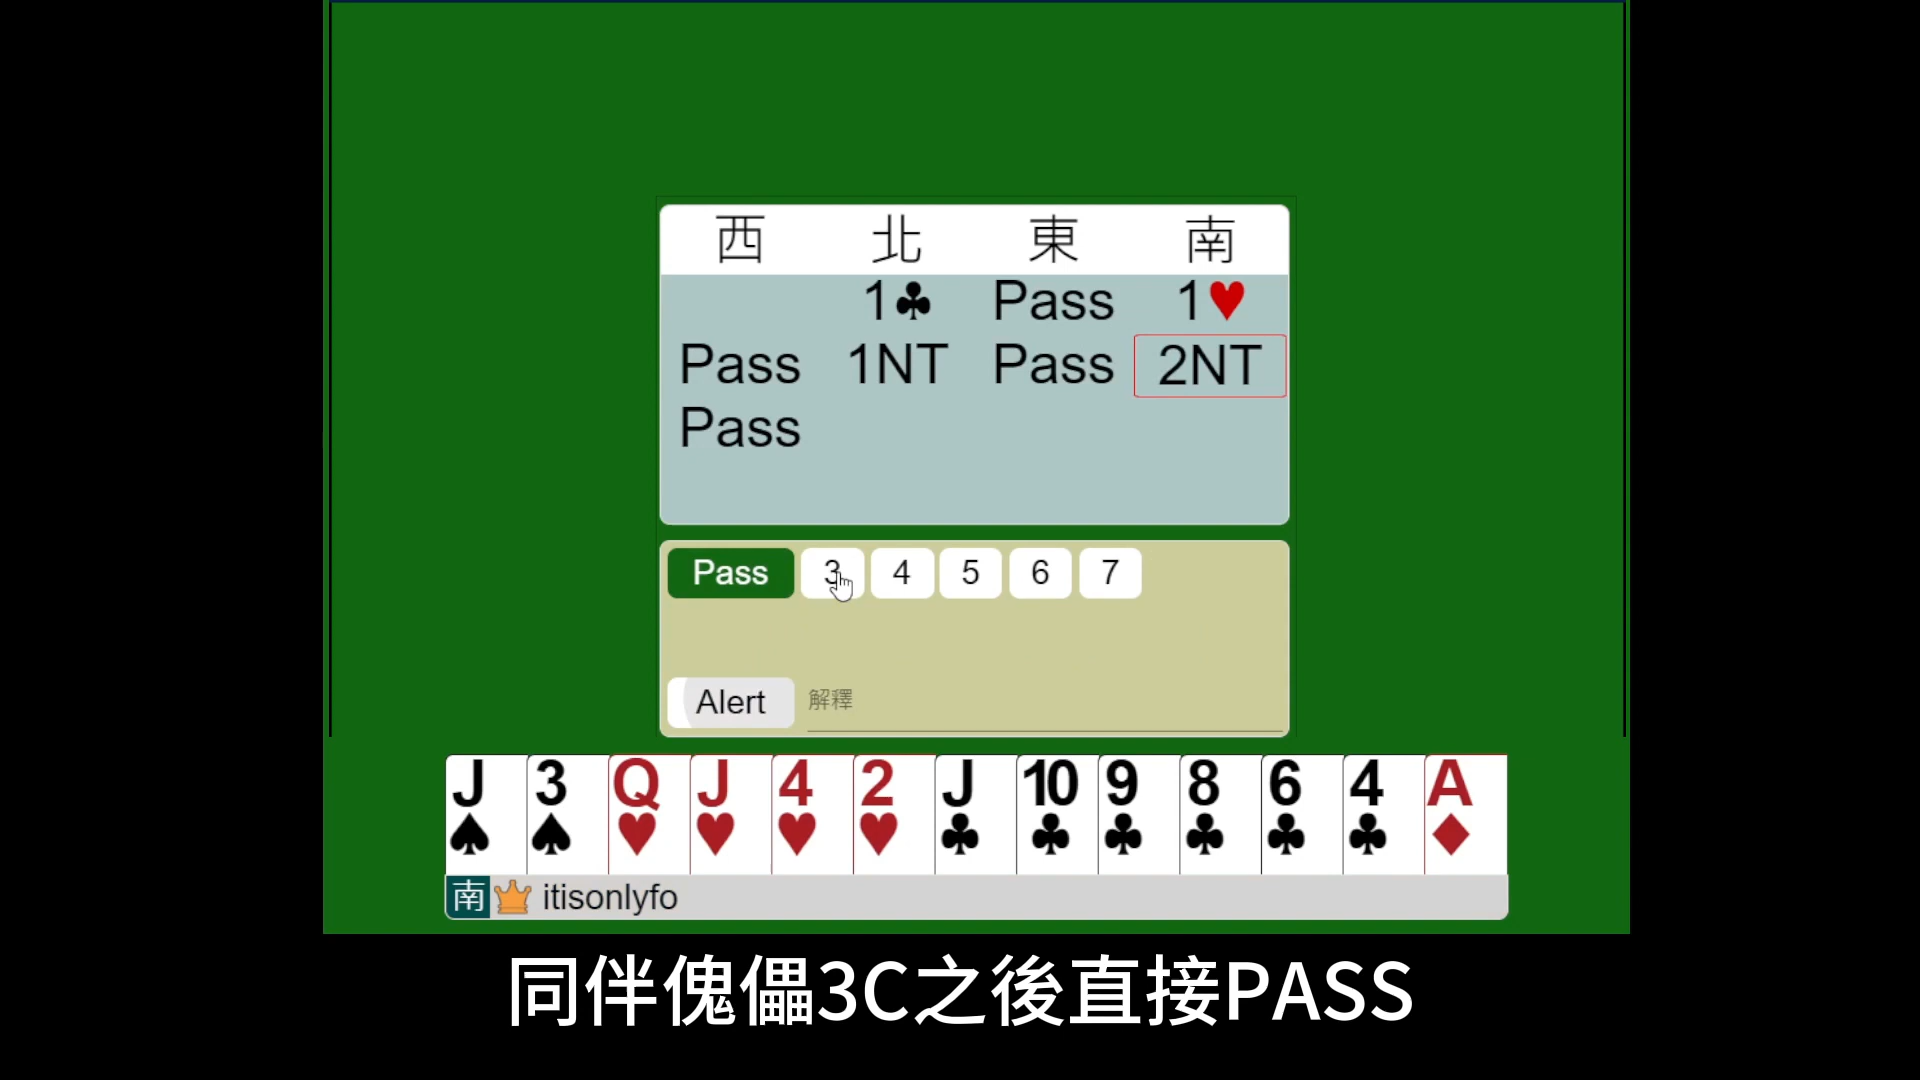 西 北 東 南
1♣ Pass 1♥
Pass 1NT Pass 2NT
Pass
Pass 3 4 5 6 7
Alert 解釋
J♠ 3♠ Q♥ J♥ 4♥ 2♥ J♣ 10♣ 9♣ 8♣ 6♣ 4♣ A♦
南 itisonlyfo
同伴傀儡3C之後直接PASS